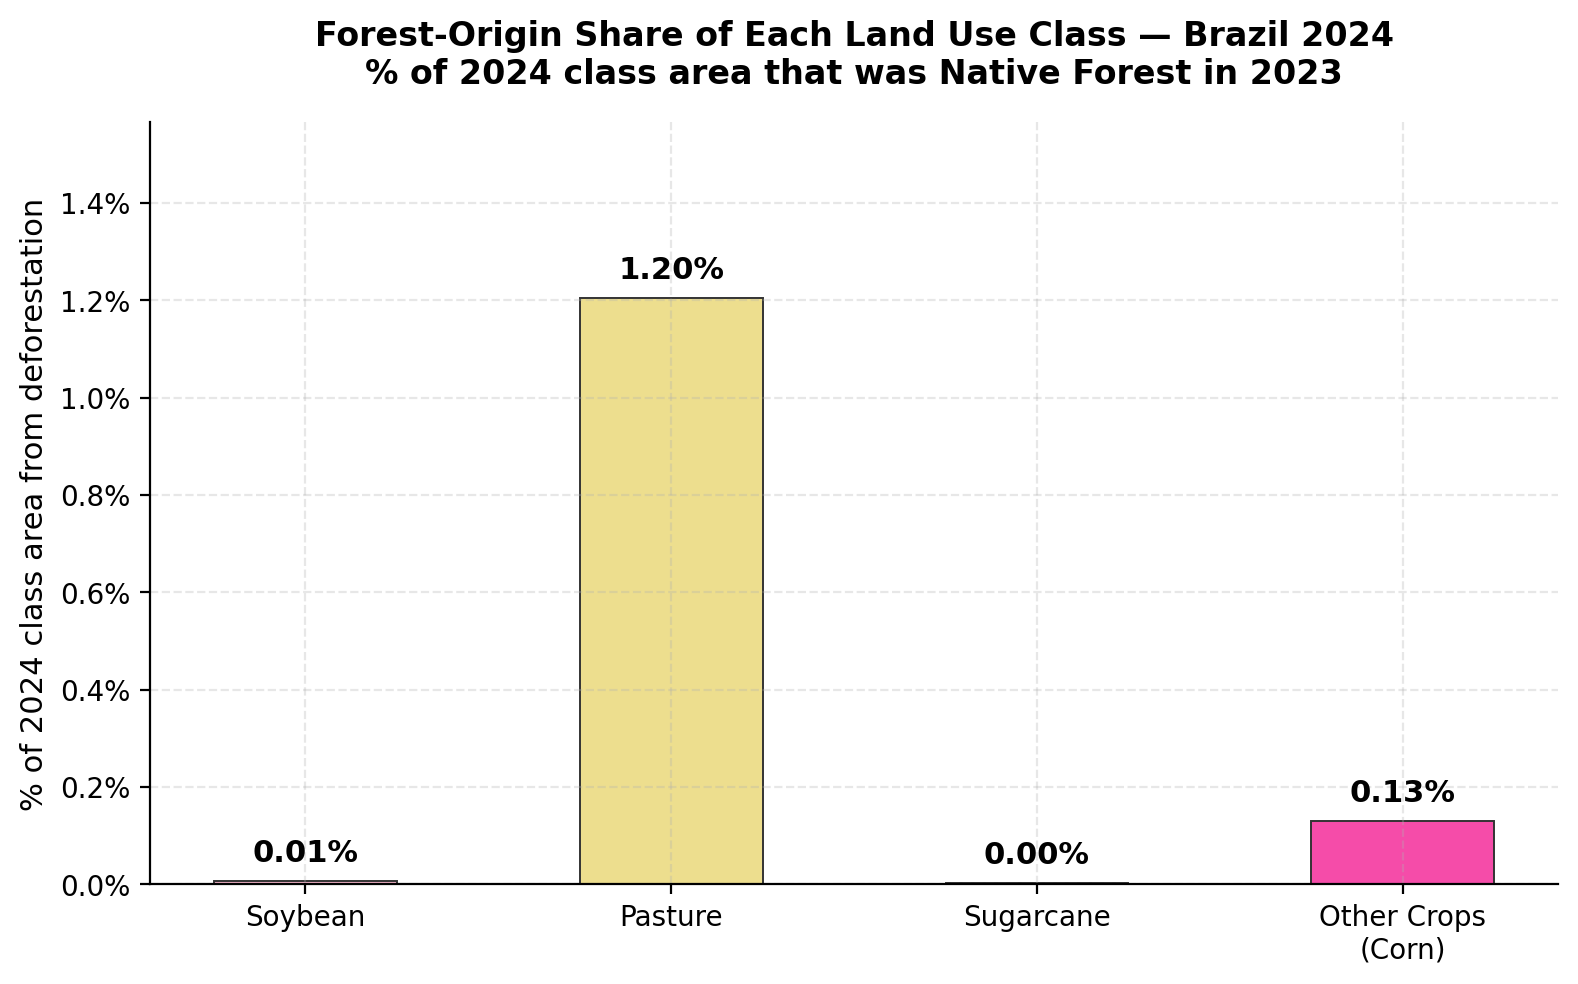 Forest-Origin Share of Each Land Use Class — Brazil 2024
% of 2024 class area that was Native Forest in 2023
% of 2024 class area from deforestation
1.4%
1.2%
1.0%
0.8%
0.6%
0.4%
0.2%
0.0%
0.01%
1.20%
0.00%
0.13%
Soybean
Pasture
Sugarcane
Other Crops
(Corn)